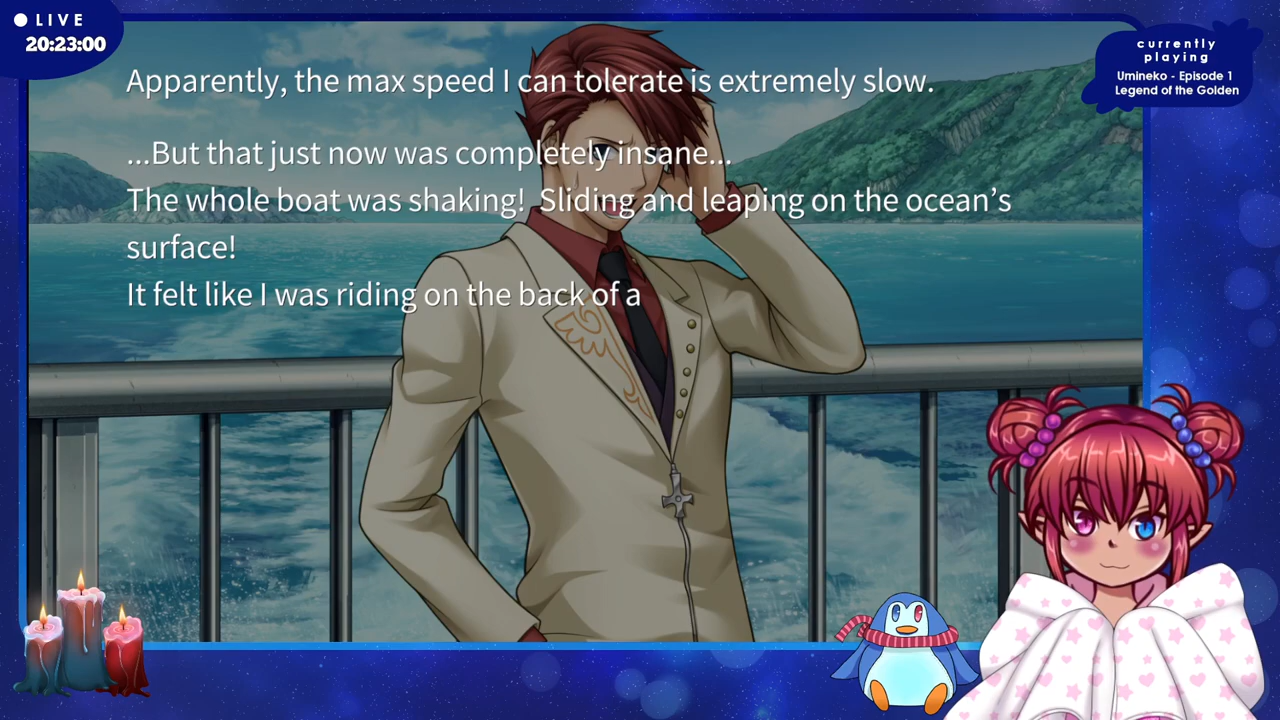 LIVE
20:23:00
currently
playing
Umineko - Episode 1
Legend of the Golden
Apparently, the max speed I can tolerate is extremely slow.
...But that just now was completely insane...
The whole boat was shaking! Sliding and leaping on the ocean's
surface!
It felt like I was riding on the back of a